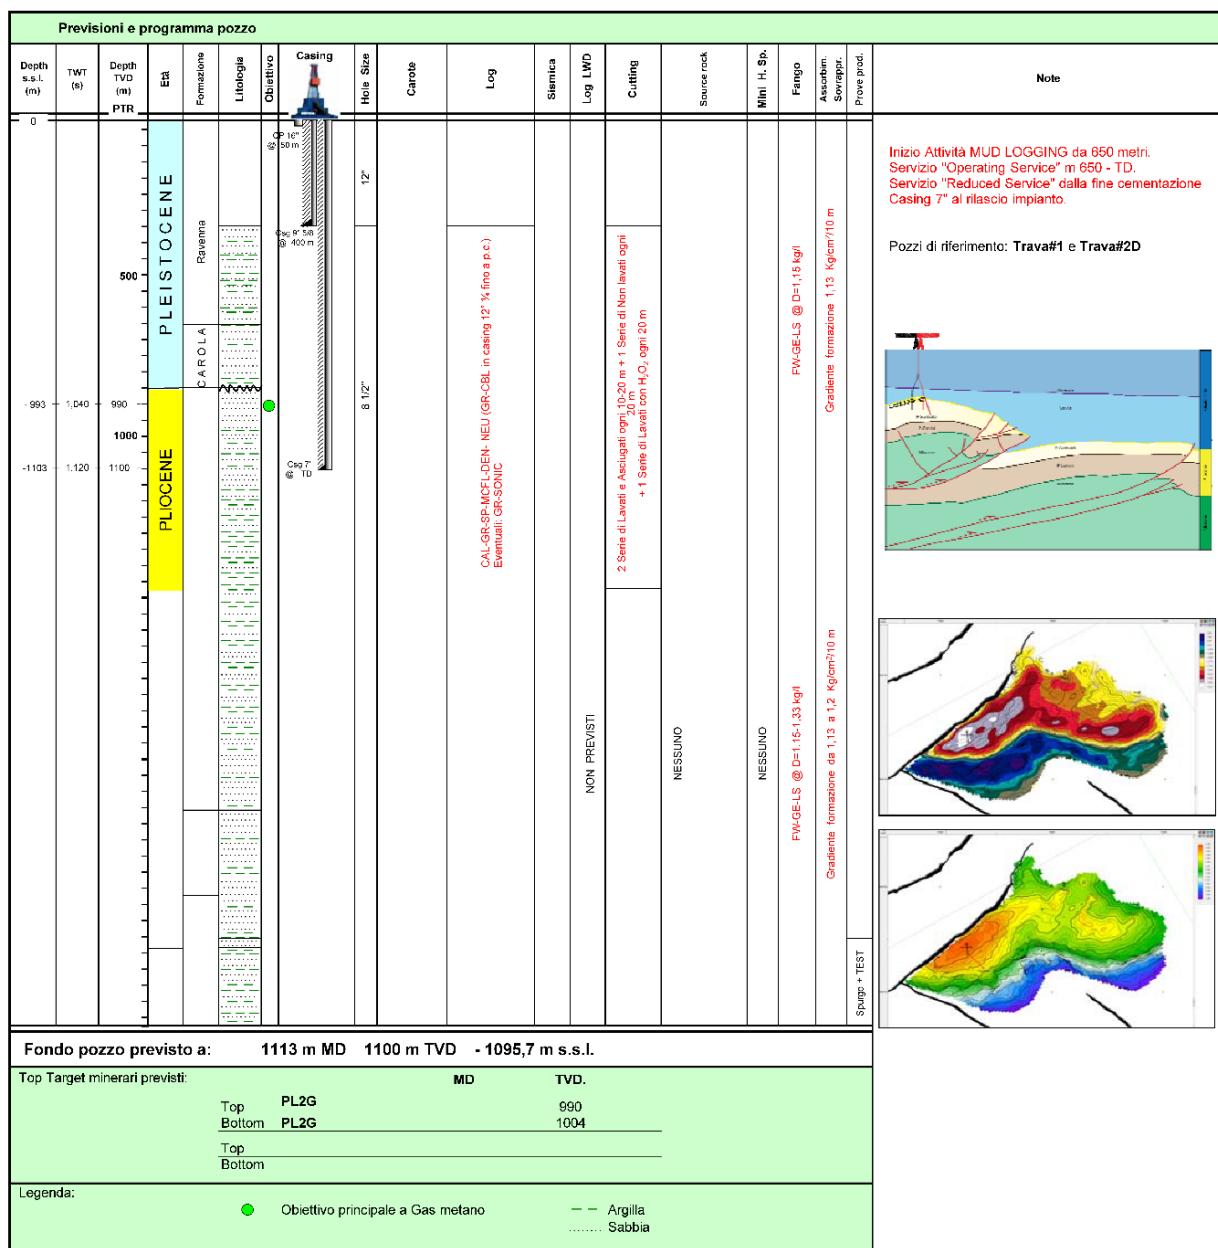 Previsioni e programma pozzo
Depth
s.s.l.
(m)
TWT
(s)
Depth
TVD
(m)
PTR
Età
Formazione
Litologia
Obiettivo
Casing
Hole Size
Carote
Log
Sismica
Log LWD
Cutting
Source rock
Mini H. Sp.
Fango
Assorbim.
Sovrappr.
Prove prod.
Note
0
500
-993
1,040
990
1000
-1103
1,120
1100
PLEISTOCENE
PLIOCENE
Ravenna
CAROLA
CP 16"
@ 50 m
Csg 9" 5/8
@ 400 m
Csg 7"
@ TD
12"
8 1/2"
CAL-GR-SP-MCFL-DEN- NEU (GR-CBL in casing 12" ¼ fino a p.c.)
Eventuali: GR-SONIC
NON PREVISTI
2 Serie di Lavati e Asciugati ogni 10-20 m + 1 Serie di Non lavati ogni
20 m
+ 1 Serie di Lavati con H₂O₂ ogni 20 m
NESSUNO
NESSUNO
FW-GE-LS @ D=1,15 kg/l
FW-GE-LS @ D=1.15-1,33 kg/l
Gradiente formazione 1,13 Kg/cm²/10 m
Gradiente formazione da 1,13 a 1,2 Kg/cm²/10 m
Spurgo + TEST
Inizio Attività MUD LOGGING da 650 metri.
Servizio "Operating Service" m 650 - TD.
Servizio "Reduced Service" dalla fine cementazione
Casing 7" al rilascio impianto.
Pozzi di riferimento: Trava#1 e Trava#2D
Fondo pozzo previsto a: 1113 m MD 1100 m TVD - 1095,7 m s.s.l.
Top Target minerari previsti: MD TVD.
Top PL2G 990
Bottom PL2G 1004
Top
Bottom
Legenda:
Obiettivo principale a Gas metano
Argilla
Sabbia